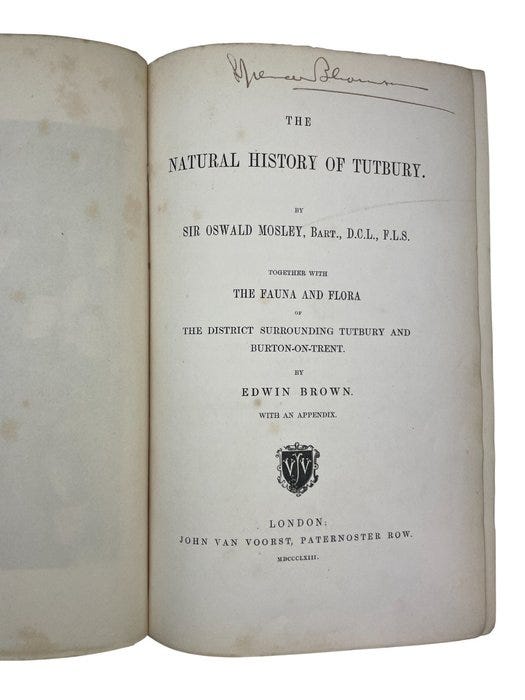 THE
NATURAL HISTORY OF TUTBURY.
BY
SIR OSWALD MOSLEY, BART., D.C.L., F.L.S.
TOGETHER WITH
THE FAUNA AND FLORA
OF
THE DISTRICT SURROUNDING TUTBURY AND
BURTON-ON-TRENT.
BY
EDWIN BROWN.
WITH AN APPENDIX.
VJV
LONDON:
JOHN VAN VOORST, PATERNOSTER ROW.
MDCCCLXIII.